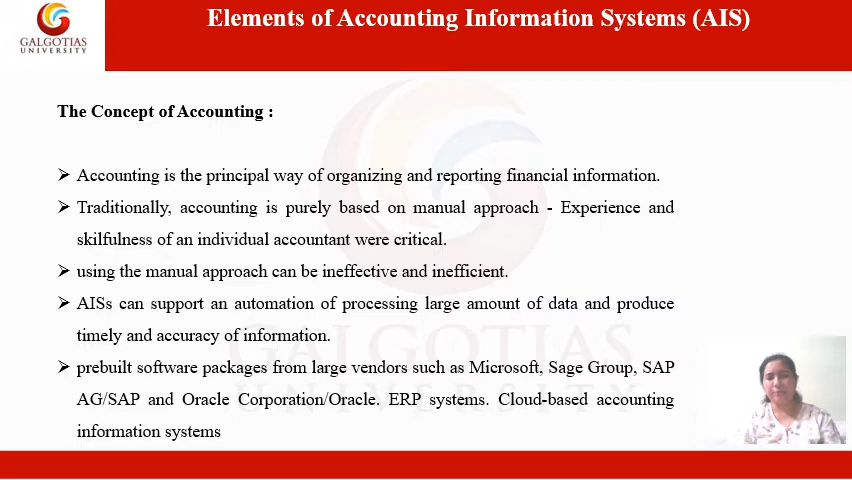 Elements of Accounting Information Systems (AIS)
GALGOTIAS
UNIVERSITY
The Concept of Accounting :
➢ Accounting is the principal way of organizing and reporting financial information.
➢ Traditionally, accounting is purely based on manual approach - Experience and
skilfulness of an individual accountant were critical.
➢ using the manual approach can be ineffective and inefficient.
➢ AISs can support an automation of processing large amount of data and produce
timely and accuracy of information.
➢ prebuilt software packages from large vendors such as Microsoft, Sage Group, SAP
AG/SAP and Oracle Corporation/Oracle. ERP systems. Cloud-based accounting
information systems
GALGOTIAS
UNIVERSITY